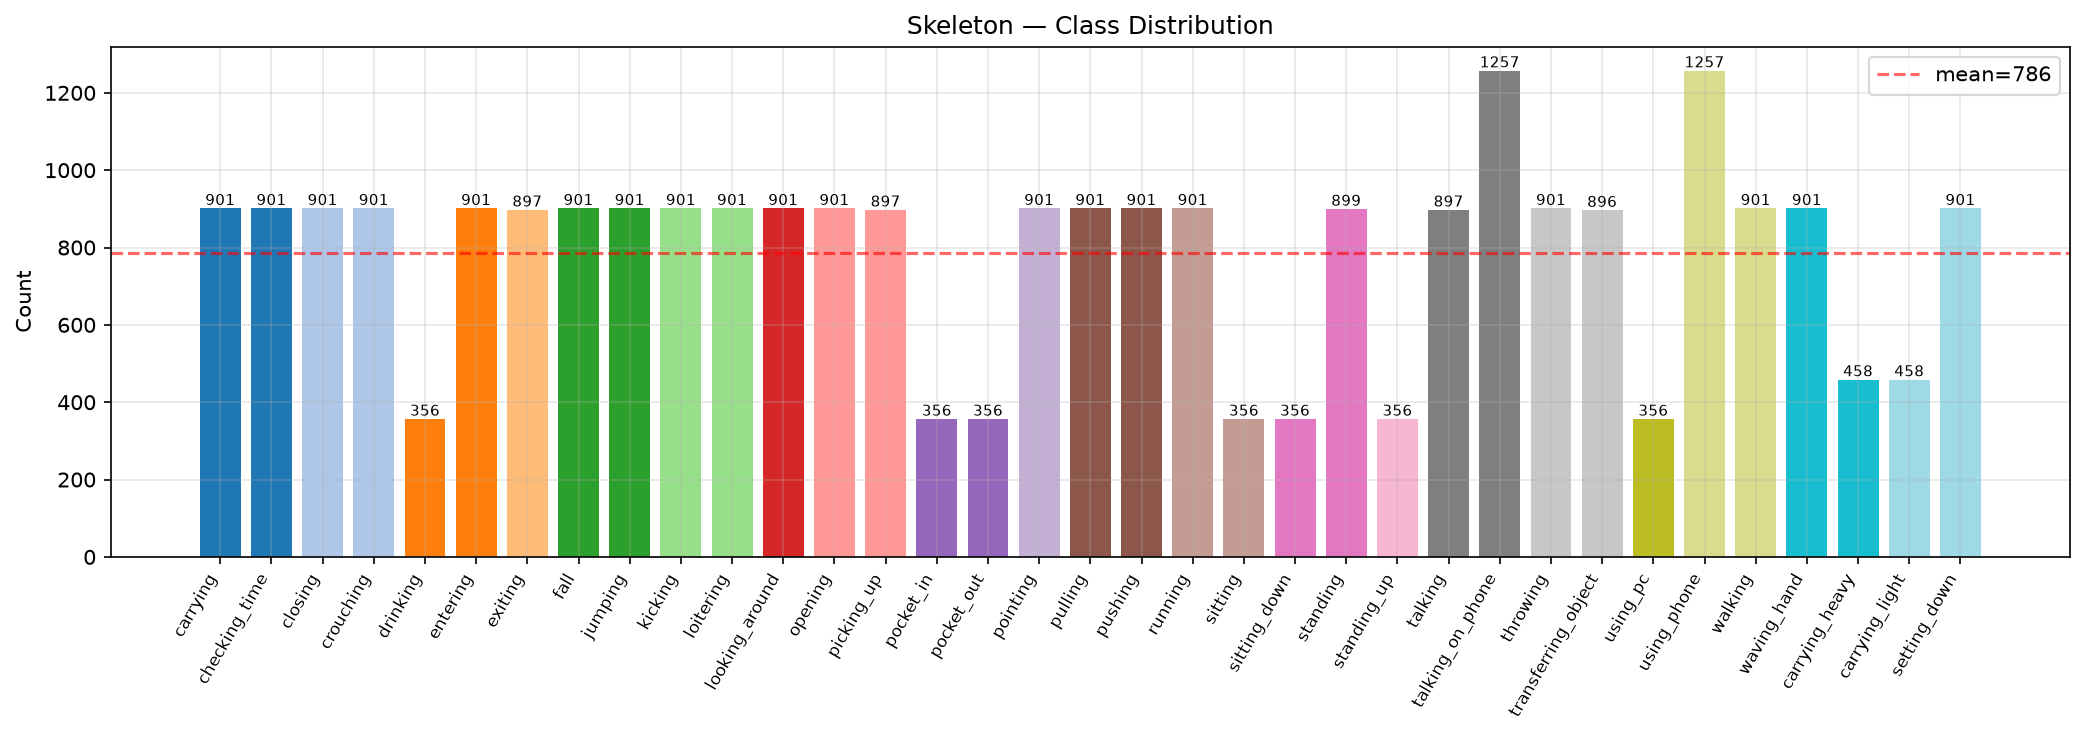 Skeleton — Class Distribution
mean=786
Count
1200
1000
800
600
400
200
0
901 901 901 901 356 901 897 901 901 901 901 901 901 897 356 356 901 901 901 901 356 356 899 356 897 1257 901 896 356 1257 901 901 458 458 901
carrying
checking_time
closing
crouching
drinking
entering
exiting
fall
jumping
kicking
loitering
looking_around
opening
picking_up
pocket_in
pocket_out
pointing
pulling
pushing
running
sitting
sitting_down
standing
standing_up
talking
talking_on_phone
throwing
transferring_object
using_pc
using_phone
walking
waving_hand
carrying_heavy
carrying_light
setting_down